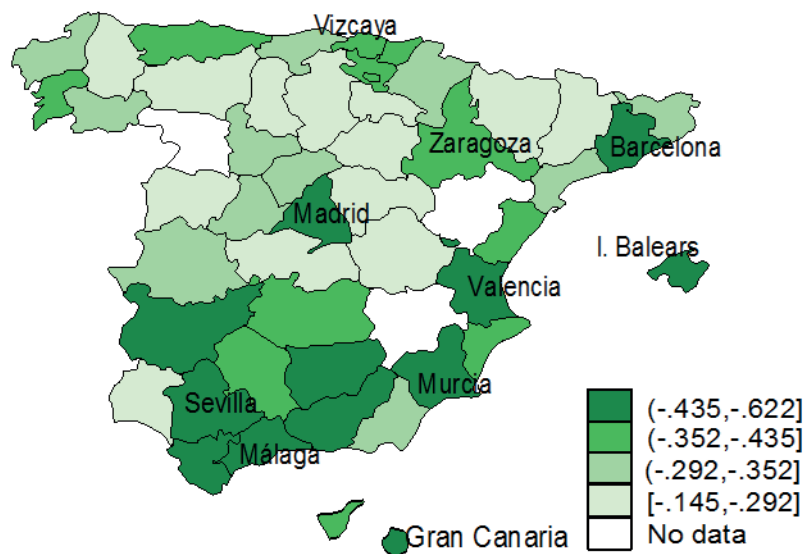 Vizcaya
Zaragoza
Barcelona
Madrid
I. Balears
Valencia
Murcia
Sevilla
Málaga
Gran Canaria
(-.435,-.622]
(-.352,-.435]
(-.292,-.352]
[-.145,-.292]
No data